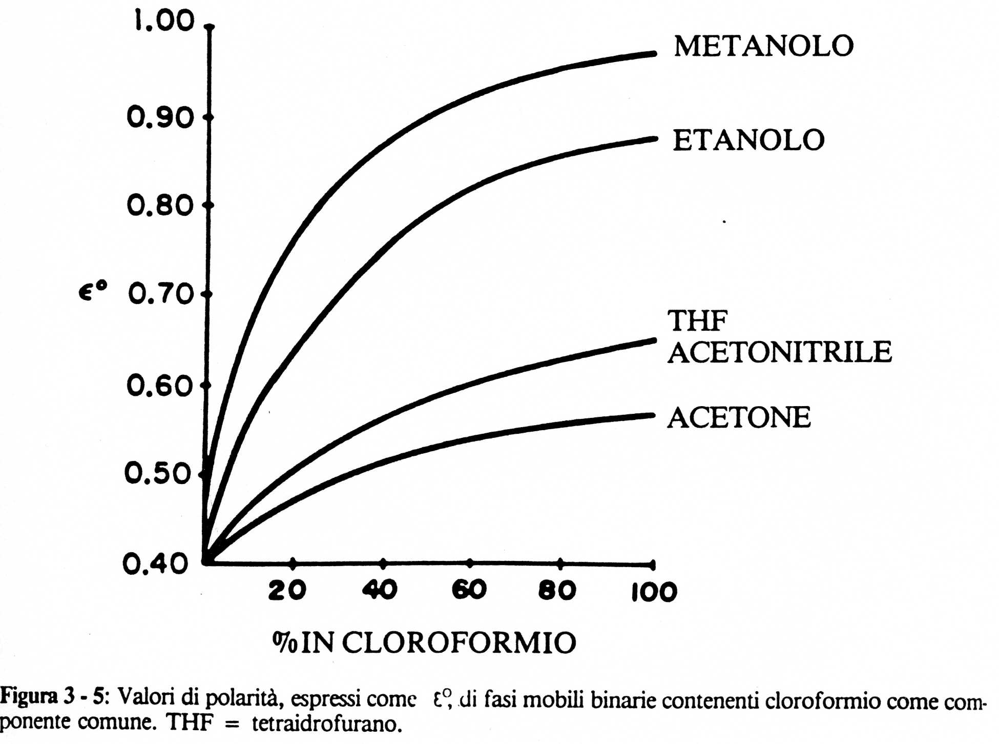 1.00
METANOLO
0.90
ETANOLO
0.80
ϵ° 0.70
THF
ACETONITRILE
0.60
ACETONE
0.50
0.40
20 40 60 80 100
% IN CLOROFORMIO
Figura 3 - 5: Valori di polarità, espressi come ε°, di fasi mobili binarie contenenti cloroformio come com-
ponente comune. THF = tetraidrofurano.